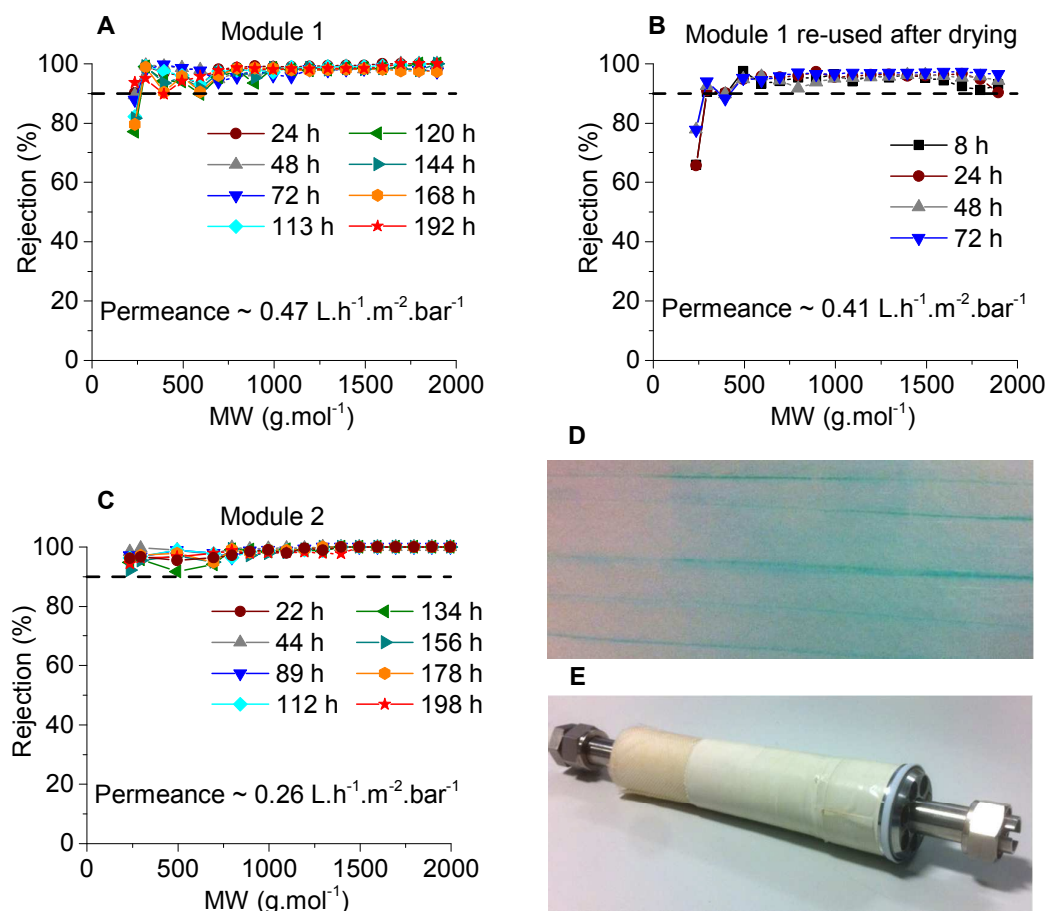 A
Module 1
100
80
60
40
20
0
Rejection (%)
24 h
48 h
72 h
113 h
120 h
144 h
168 h
192 h
Permeance ~ 0.47 L.h⁻¹.m⁻².bar⁻¹
0 500 1000 1500 2000
MW (g.mol⁻¹)
B
Module 1 re-used after drying
100
80
60
40
20
0
Rejection (%)
8 h
24 h
48 h
72 h
Permeance ~ 0.41 L.h⁻¹.m⁻².bar⁻¹
0 500 1000 1500 2000
MW (g.mol⁻¹)
C
Module 2
100
80
60
40
20
0
Rejection (%)
22 h
44 h
89 h
112 h
134 h
156 h
178 h
198 h
Permeance ~ 0.26 L.h⁻¹.m⁻².bar⁻¹
0 500 1000 1500 2000
MW (g.mol⁻¹)
D
E